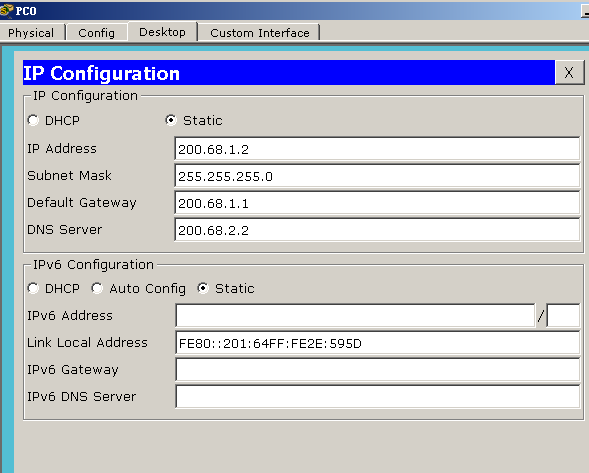 PC0
Physical Config Desktop Custom Interface
IP Configuration X
IP Configuration
DHCP Static
IP Address 200.68.1.2
Subnet Mask 255.255.255.0
Default Gateway 200.68.1.1
DNS Server 200.68.2.2
IPv6 Configuration
DHCP Auto Config Static
IPv6 Address /
Link Local Address FE80::201:64FF:FE2E:595D
IPv6 Gateway
IPv6 DNS Server